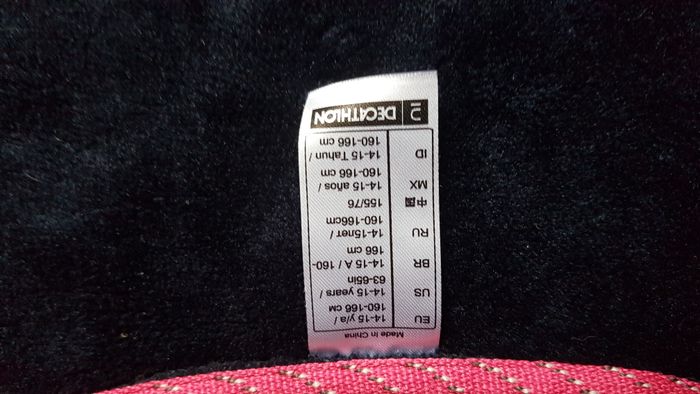 Made in China
EU 14-15 y/a /
160-166 CM
US 14-15 years /
63-65in
BR 14-15 A / 160-
166 cm
RU 14-15лет /
160-166cm
中国 155/76
MX 14-15 años /
160-166 cm
ID 14-15 Tahun /
160-166 cm
DECATHLON